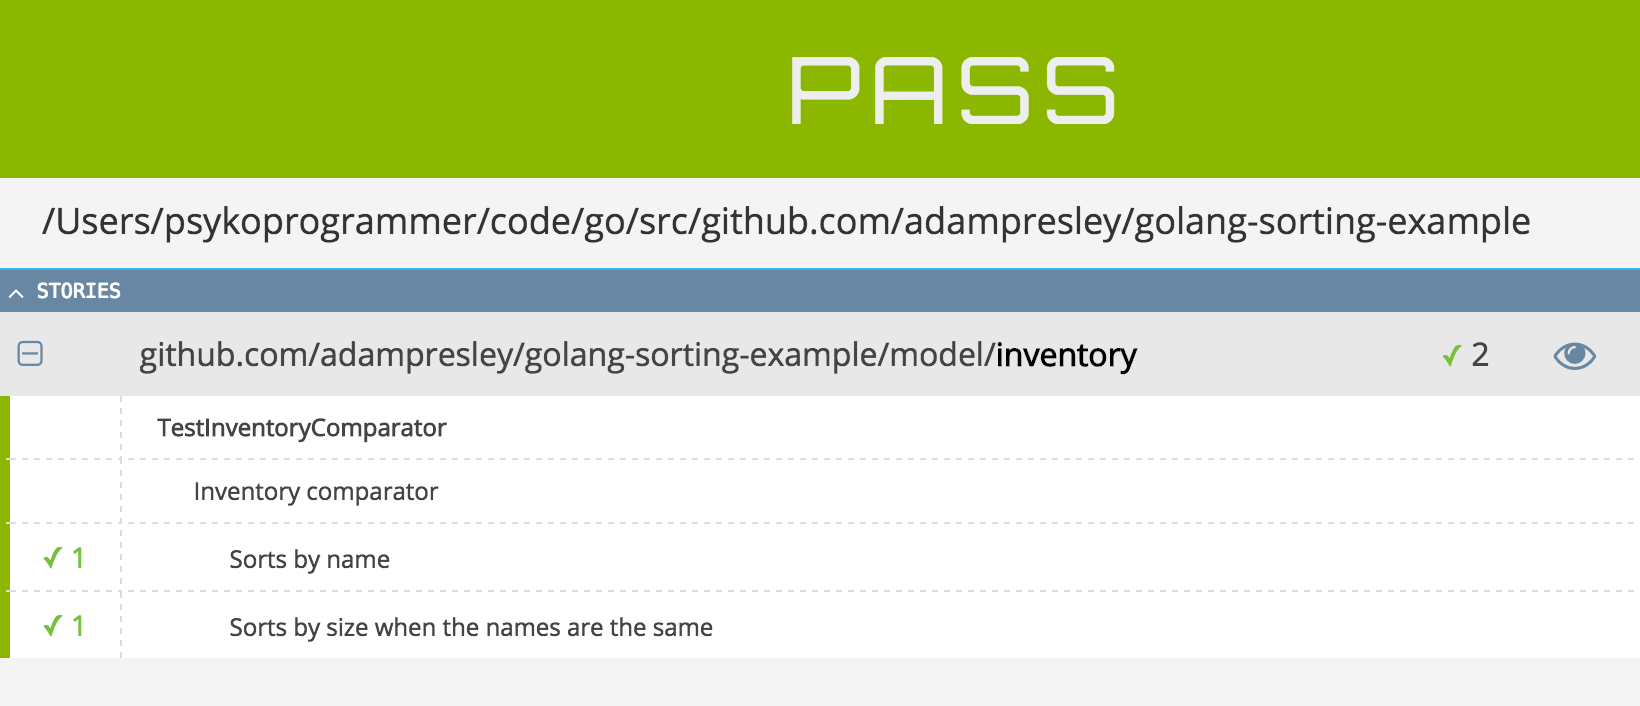 PASS
/Users/psykoprogrammer/code/go/src/github.com/adampresley/golang-sorting-example
STORIES
github.com/adampresley/golang-sorting-example/model/inventory ✓ 2
TestInventoryComparator
Inventory comparator
✓ 1 Sorts by name
✓ 1 Sorts by size when the names are the same